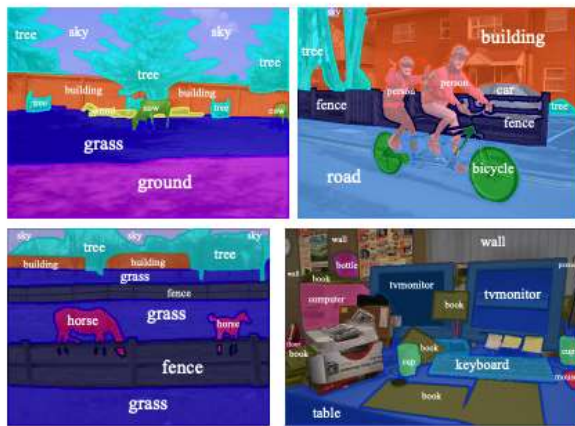 tree
sky
sky
tree
tree
building
building
tree
cow
tree
cow
grass
ground
tree
sky
building
person
person
car
fence
fence
bicycle
road
sky
sky
sky
tree
tree
building
building
grass
fence
grass
horse
horse
fence
grass
wall
wall
wall
book
bottle
computer
tvmonitor
tvmonitor
book
book
book
cup
cup
keyboard
mouse
book
table